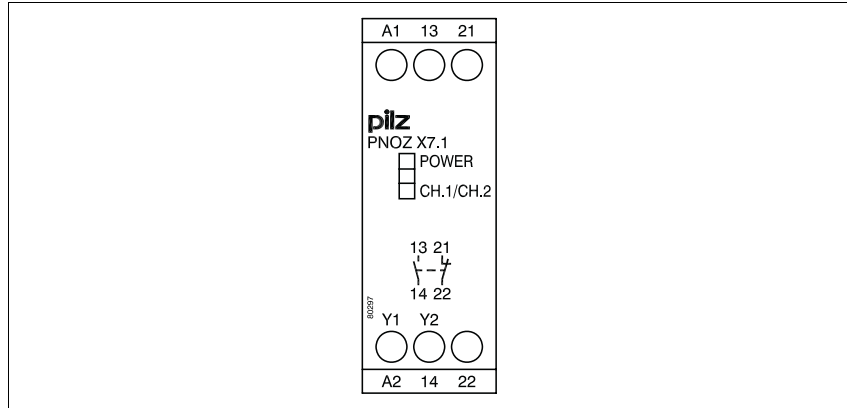 A1 13 21
pilz
PNOZ X7.1
POWER
CH.1/CH.2
13 21
14 22
80297
Y1 Y2
A2 14 22